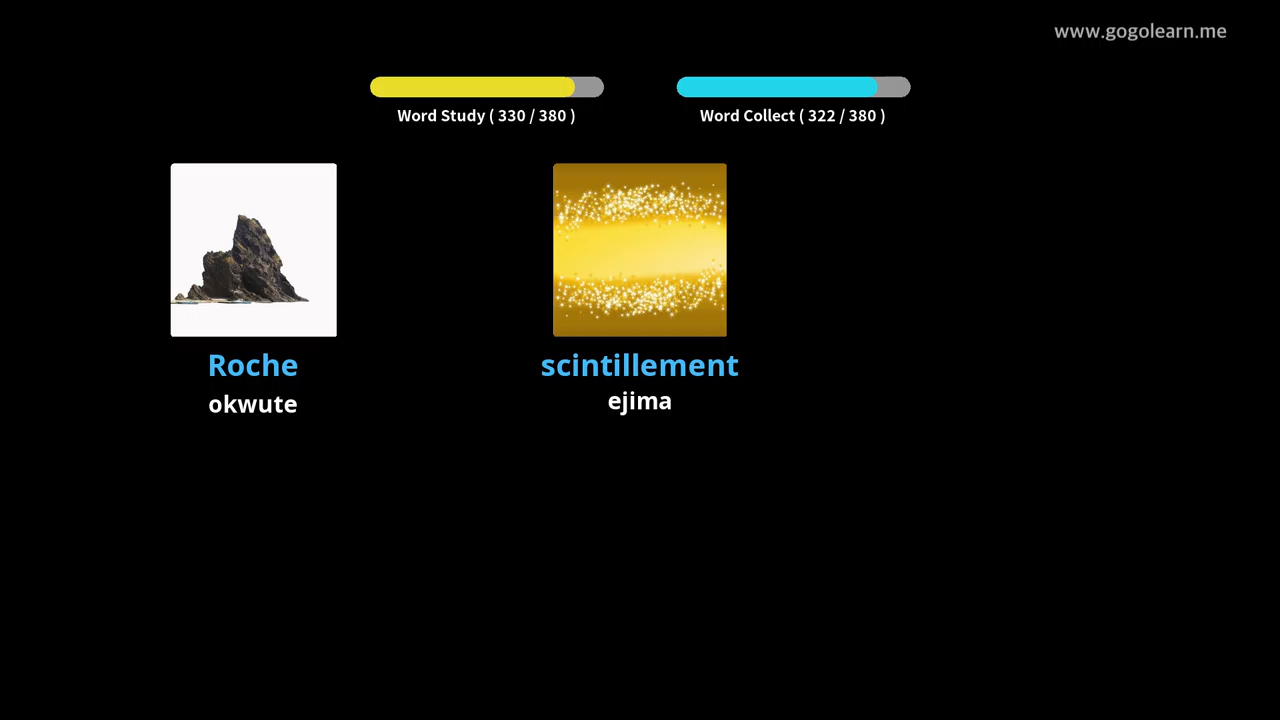 www.gogolearn.me
Word Study ( 330 / 380 )
Word Collect ( 322 / 380 )
Roche
okwute
scintillement
ejima